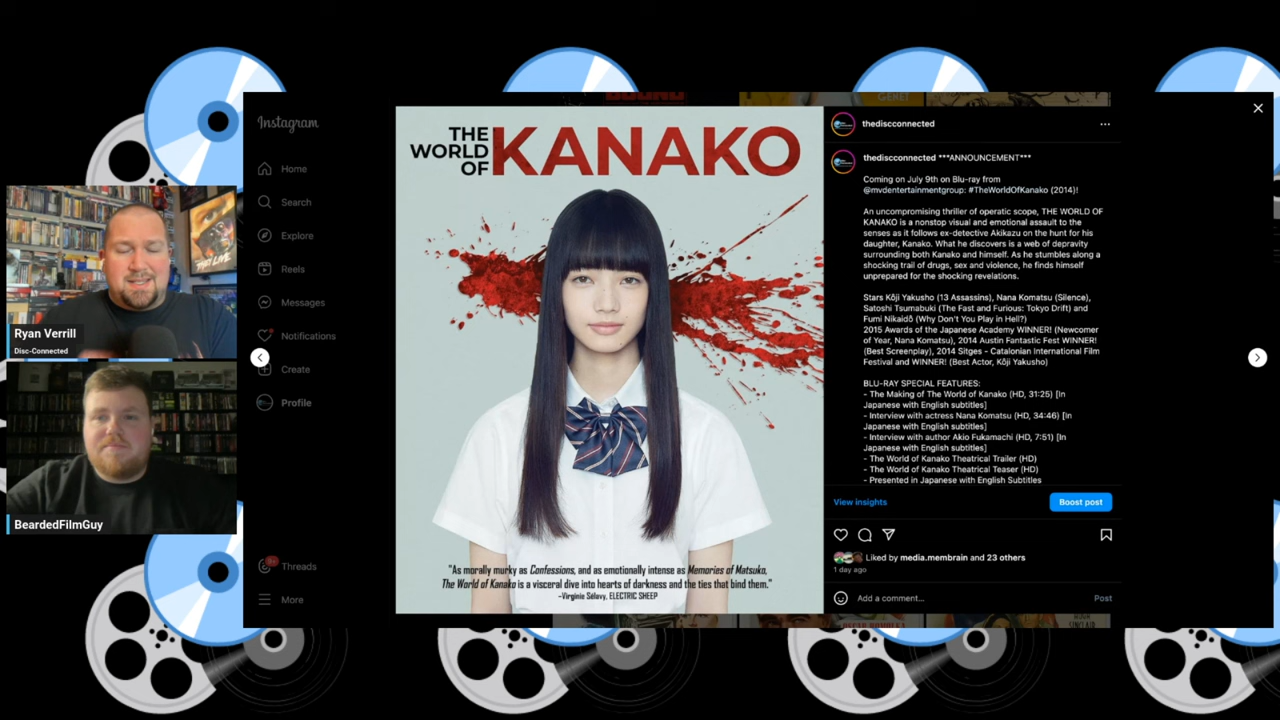 Ryan Verrill
Disc-Connected
BeardedFilmGuy
Instagram
Home
Search
Explore
Reels
Messages
Notifications
Create
Profile
9+
Threads
More
GENET
THE
WORLD
OF
KANAKO
"As morally murky as Confessions, and as emotionally intense as Memories of Matsuko,
The World of Kanako is a visceral dive into hearts of darkness and the ties that bind them."
–Virginie Sélavy, ELECTRIC SHEEP
thediscconnected
thediscconnected ***ANNOUNCEMENT***
Coming on July 9th on Blu-ray from
@mvdentertainmentgroup: #TheWorldOfKanako (2014)!
An uncompromising thriller of operatic scope, THE WORLD OF
KANAKO is a nonstop visual and emotional assault to the
senses as it follows ex-detective Akikazu on the hunt for his
daughter, Kanako. What he discovers is a web of depravity
surrounding both Kanako and himself. As he stumbles along a
shocking trail of drugs, sex and violence, he finds himself
unprepared for the shocking revelations.
Stars Kôji Yakusho (13 Assassins), Nana Komatsu (Silence),
Satoshi Tsumabuki (The Fast and Furious: Tokyo Drift) and
Fumi Nikaidô (Why Don't You Play in Hell?)
2015 Awards of the Japanese Academy WINNER! (Newcomer
of Year, Nana Komatsu), 2014 Austin Fantastic Fest WINNER!
(Best Screenplay), 2014 Sitges - Catalonian International Film
Festival and WINNER! (Best Actor, Kôji Yakusho)
BLU-RAY SPECIAL FEATURES:
- The Making of The World of Kanako (HD, 31:25) [In
Japanese with English subtitles]
- Interview with actress Nana Komatsu (HD, 34:46) [In
Japanese with English subtitles]
- Interview with author Akio Fukamachi (HD, 7:51) [In
Japanese with English subtitles]
- The World of Kanako Theatrical Trailer (HD)
- The World of Kanako Theatrical Teaser (HD)
- Presented in Japanese with English Subtitles
View insights
Boost post
Liked by media.membrain and 23 others
1 day ago
Add a comment...
Post